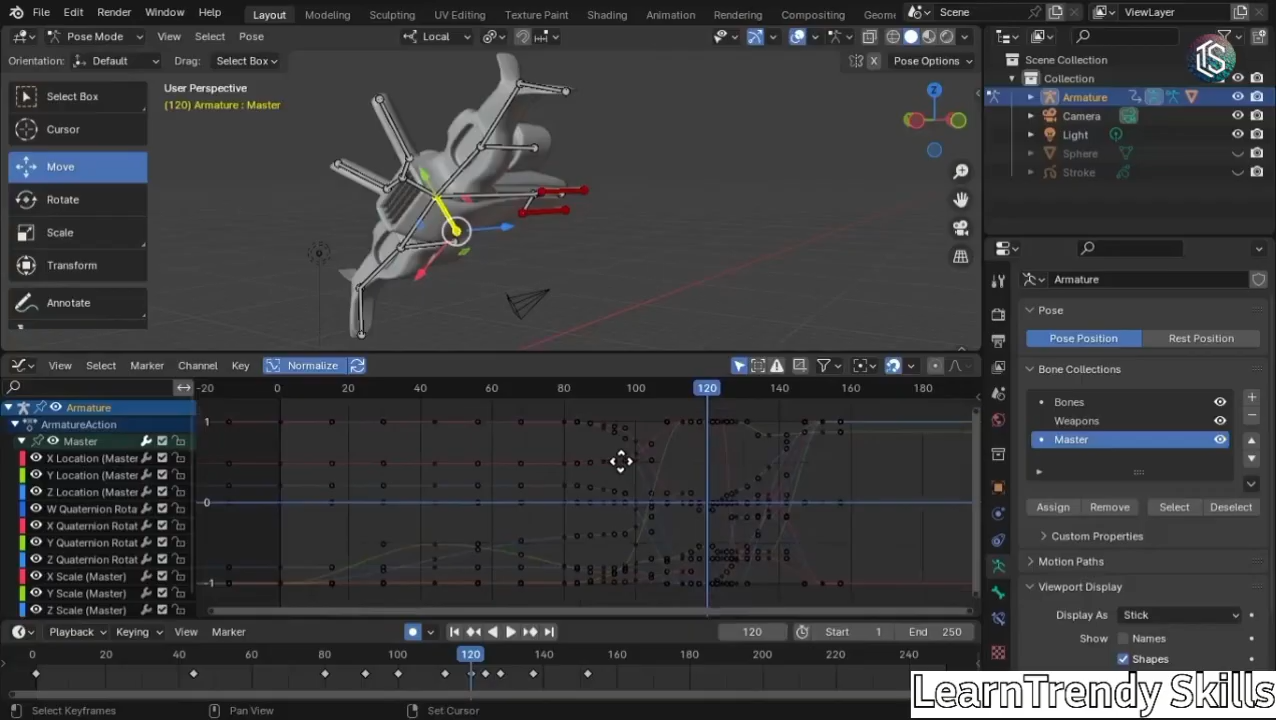 File Edit Render Window Help Layout Modeling Sculpting UV Editing Texture Paint Shading Animation Rendering Compositing Geome Scene ViewLayer
Pose Mode View Select Pose Local
Orientation: Default Drag: Select Box X Pose Options
Select Box
Cursor
Move
Rotate
Scale
Transform
Annotate
User Perspective
(120) Armature : Master
Z
Scene Collection
Collection
Armature
Camera
Light
Sphere
Stroke
TS
Armature
Pose
Pose Position Rest Position
Bone Collections
Bones
Weapons
Master
Assign Remove Select Deselect
Custom Properties
Motion Paths
Viewport Display
Display As Stick
Show Names
Shapes
View Select Marker Channel Key Normalize
-20 0 20 40 60 80 100 120 140 160 180
Armature
ArmatureAction
Master
X Location (Master
Y Location (Master
Z Location (Master
W Quaternion Rota
X Quaternion Rotat
Y Quaternion Rotat
Z Quaternion Rotat
X Scale (Master)
Y Scale (Master)
Z Scale (Master)
1
0
-1
Playback Keying View Marker 120 Start 1 End 250
0 20 40 60 80 100 120 140 160 180 200 220 240
Select Keyframes Pan View Set Cursor
LearnTrendy Skills